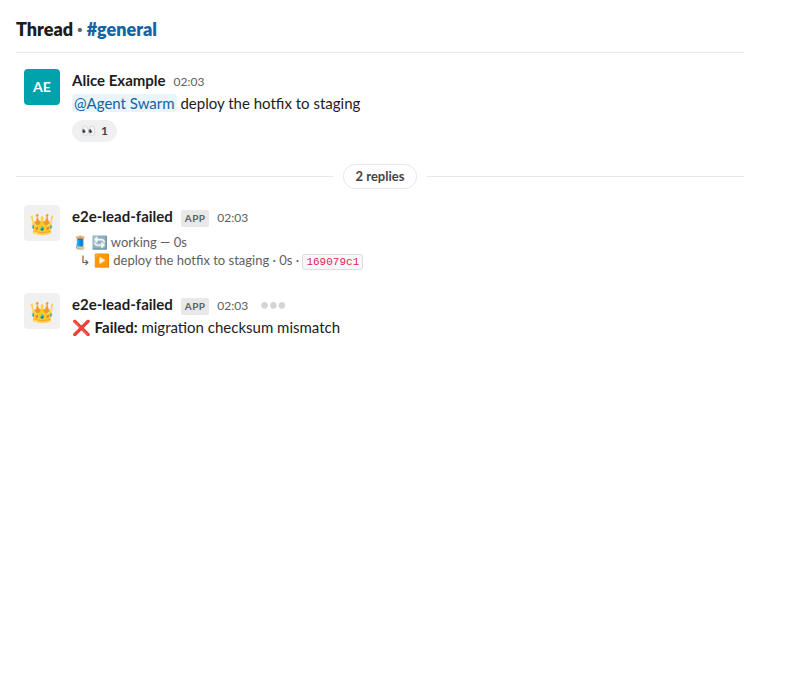 Thread • #general
AE
Alice Example 02:03
@Agent Swarm deploy the hotfix to staging
👀 1
2 replies
e2e-lead-failed APP 02:03
🧵 🔄 working — 0s
↳ ▶️ deploy the hotfix to staging · 0s · 169079c1
e2e-lead-failed APP 02:03
❌ Failed: migration checksum mismatch